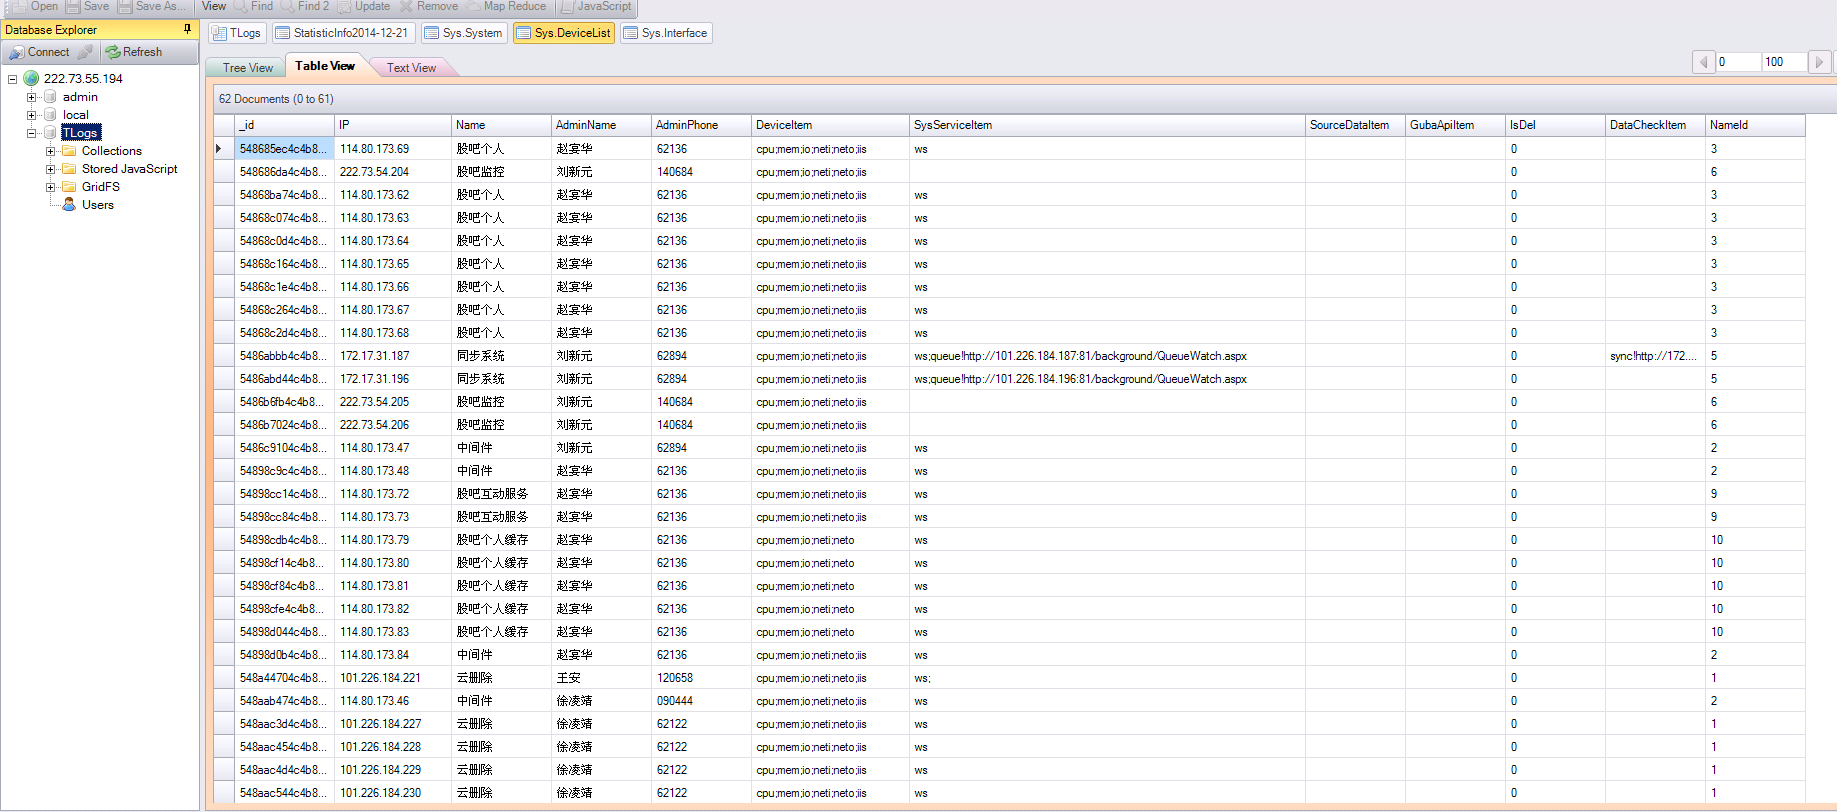 Open Save Save As... View Find Find 2 Update Remove Map Reduce JavaScript
Database Explorer
Connect Refresh
222.73.55.194
admin
local
TLogs
Collections
Stored JavaScript
GridFS
Users
TLogs StatisticInfo2014-12-21 Sys.System Sys.DeviceList Sys.Interface
Tree View Table View Text View 0 100
62 Documents (0 to 61)
_id IP Name AdminName AdminPhone DeviceItem SysServiceItem SourceDataItem GubaApiItem IsDel DataCheckItem NameId
548685ec4c4b8... 114.80.173.69 股吧个人 赵宴华 62136 cpu;mem;io;neti;neto;iis ws 0 3
548686da4c4b8... 222.73.54.204 股吧监控 刘新元 140684 cpu;mem;io;neti;neto;iis 0 6
54868ba74c4b8... 114.80.173.62 股吧个人 赵宴华 62136 cpu;mem;io;neti;neto;iis ws 0 3
54868c074c4b8... 114.80.173.63 股吧个人 赵宴华 62136 cpu;mem;io;neti;neto;iis ws 0 3
54868c0d4c4b8... 114.80.173.64 股吧个人 赵宴华 62136 cpu;mem;io;neti;neto;iis ws 0 3
54868c164c4b8... 114.80.173.65 股吧个人 赵宴华 62136 cpu;mem;io;neti;neto;iis ws 0 3
54868c1e4c4b8... 114.80.173.66 股吧个人 赵宴华 62136 cpu;mem;io;neti;neto;iis ws 0 3
54868c264c4b8... 114.80.173.67 股吧个人 赵宴华 62136 cpu;mem;io;neti;neto;iis ws 0 3
54868c2d4c4b8... 114.80.173.68 股吧个人 赵宴华 62136 cpu;mem;io;neti;neto;iis ws 0 3
5486abbb4c4b8... 172.17.31.187 同步系统 刘新元 62894 cpu;mem;io;neti;neto;iis ws;queue!http://101.226.184.187:81/background/QueueWatch.aspx 0 sync!http://172.... 5
5486abd44c4b8... 172.17.31.196 同步系统 刘新元 62894 cpu;mem;io;neti;neto;iis ws;queue!http://101.226.184.196:81/background/QueueWatch.aspx 0 5
5486b6fb4c4b8... 222.73.54.205 股吧监控 刘新元 140684 cpu;mem;io;neti;neto;iis 0 6
5486b7024c4b8... 222.73.54.206 股吧监控 刘新元 140684 cpu;mem;io;neti;neto;iis 0 6
5486c9104c4b8... 114.80.173.47 中间件 刘新元 62894 cpu;mem;io;neti;neto;iis ws 0 2
54898c9c4c4b8... 114.80.173.48 中间件 赵宴华 62136 cpu;mem;io;neti;neto;iis ws 0 2
54898cc14c4b8... 114.80.173.72 股吧互动服务 赵宴华 62136 cpu;mem;io;neti;neto;iis ws 0 9
54898cc84c4b8... 114.80.173.73 股吧互动服务 赵宴华 62136 cpu;mem;io;neti;neto;iis ws 0 9
54898cdb4c4b8... 114.80.173.79 股吧个人缓存 赵宴华 62136 cpu;mem;io;neti;neto ws 0 10
54898cf14c4b8... 114.80.173.80 股吧个人缓存 赵宴华 62136 cpu;mem;io;neti;neto ws 0 10
54898cf84c4b8... 114.80.173.81 股吧个人缓存 赵宴华 62136 cpu;mem;io;neti;neto ws 0 10
54898cfe4c4b8... 114.80.173.82 股吧个人缓存 赵宴华 62136 cpu;mem;io;neti;neto ws 0 10
54898d044c4b8... 114.80.173.83 股吧个人缓存 赵宴华 62136 cpu;mem;io;neti;neto ws 0 10
54898d0b4c4b8... 114.80.173.84 中间件 赵宴华 62136 cpu;mem;io;neti;neto;iis ws 0 2
548a44704c4b8... 101.226.184.221 云删除 王安 120658 cpu;mem;io;neti;neto;iis ws; 0 1
548aab474c4b8... 114.80.173.46 中间件 徐凌靖 090444 cpu;mem;io;neti;neto;iis ws 0 2
548aac3d4c4b8... 101.226.184.227 云删除 徐凌靖 62122 cpu;mem;io;neti;neto;iis ws 0 1
548aac454c4b8... 101.226.184.228 云删除 徐凌靖 62122 cpu;mem;io;neti;neto;iis ws 0 1
548aac4d4c4b8... 101.226.184.229 云删除 徐凌靖 62122 cpu;mem;io;neti;neto;iis ws 0 1
548aac544c4b8... 101.226.184.230 云删除 徐凌靖 62122 cpu;mem;io;neti;neto;iis ws 0 1